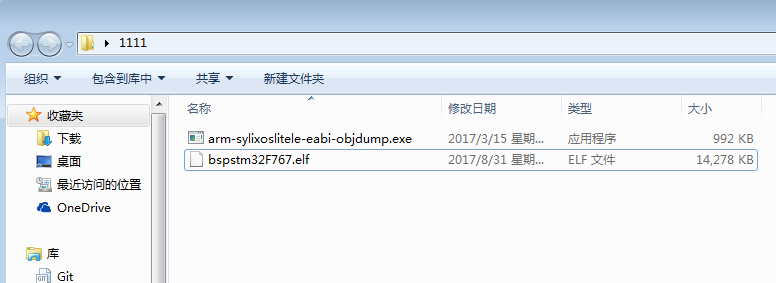 1111
组织 包含到库中 共享 新建文件夹
收藏夹
下载
桌面
最近访问的位置
OneDrive
库
Git
名称 修改日期 类型 大小
arm-sylixoslitele-eabi-objdump.exe 2017/3/15 星期... 应用程序 992 KB
bspstm32F767.elf 2017/8/31 星期... ELF 文件 14,278 KB